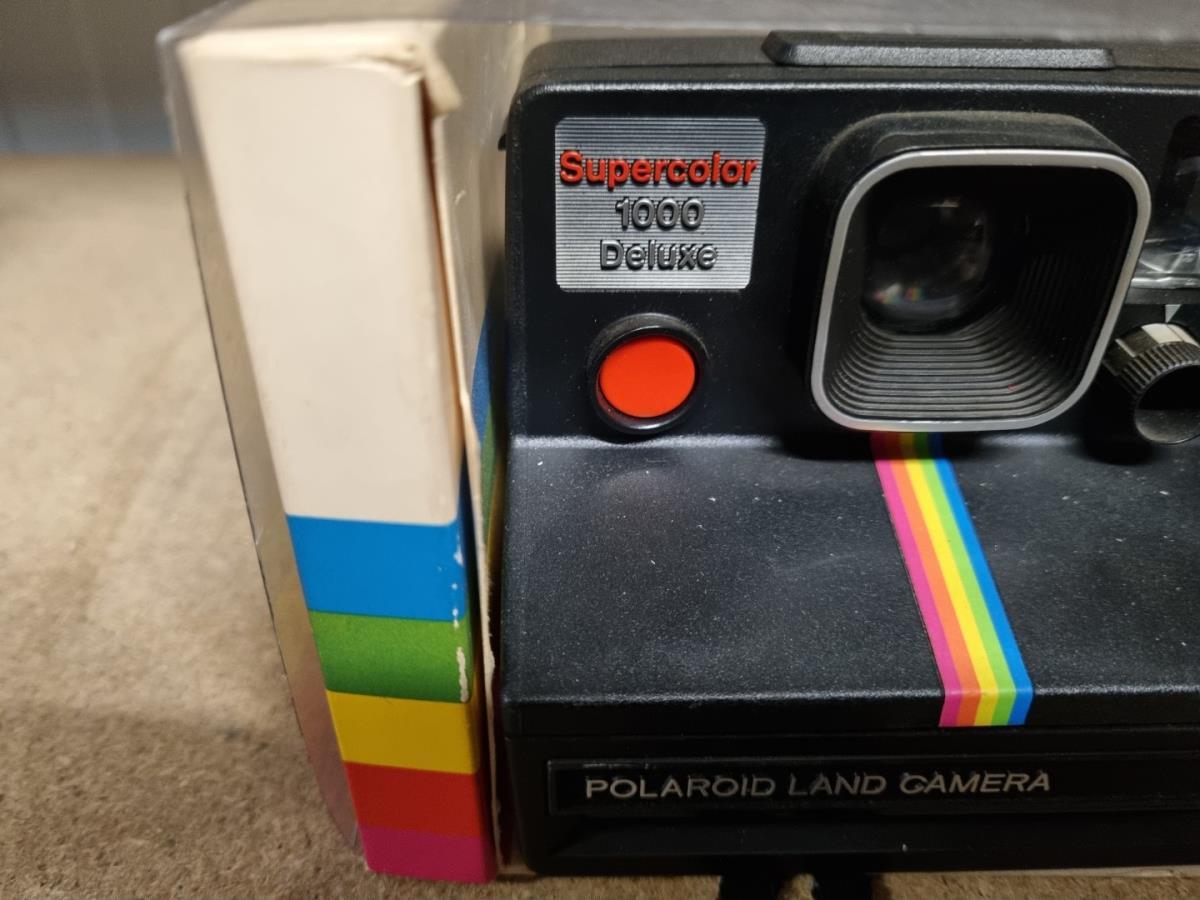 Supercolor
1000
Deluxe
POLAROID LAND CAMERA